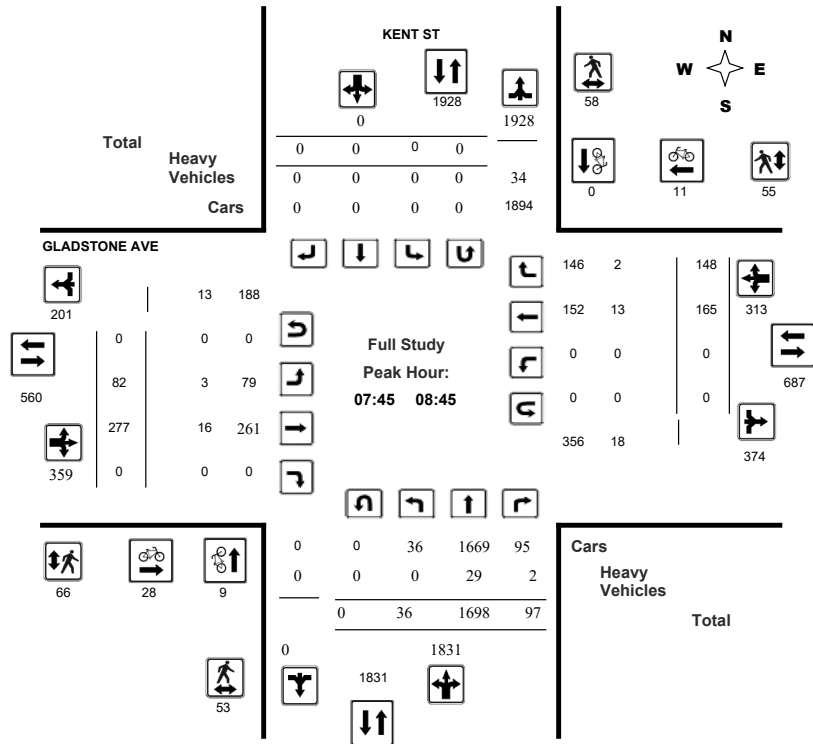 KENT ST
N
W E
S
1928
58
0 1928
Total
0 0 0 0
Heavy
Vehicles
0 0 0 0 34
Cars
0 0 0 0 1894
0 11 55
GLADSTONE AVE
201
13 188
146 2 148
313
152 13 165
0 0 0
560
82 3 79
277 16 261
359
0 0 0
Full Study
Peak Hour:
07:45 08:45
0 0 0
687
0 0 0
356 18
374
66 28 9
0 0 36 1669 95
Cars
0 0 0 29 2
Heavy
Vehicles
0 36 1698 97
Total
0 1831
1831
53